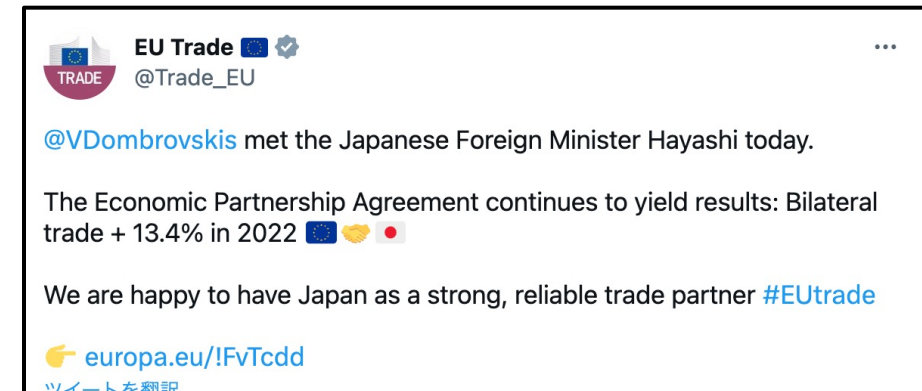 EU Trade 🇪🇺
TRADE
@Trade_EU
@VDombrovskis met the Japanese Foreign Minister Hayashi today.
The Economic Partnership Agreement continues to yield results: Bilateral
trade + 13.4% in 2022 🇪🇺🤝🇯🇵
We are happy to have Japan as a strong, reliable trade partner #EUtrade
👉 europa.eu/!FvTcdd
ツイートを翻訳